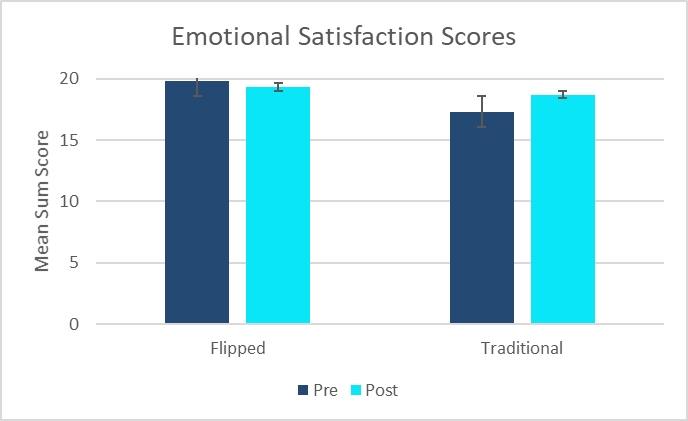 Emotional Satisfaction Scores
Mean Sum Score
20
15
10
5
0
Flipped Traditional
Pre Post